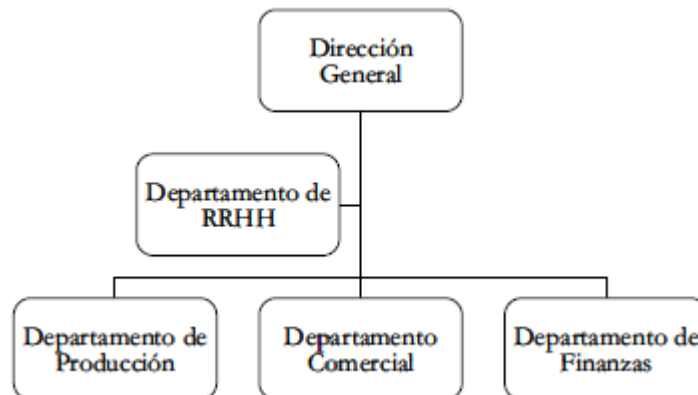 Dirección
General
Departamento de
RRHH
Departamento de
Producción
Departamento
Comercial
Departamento de
Finanzas